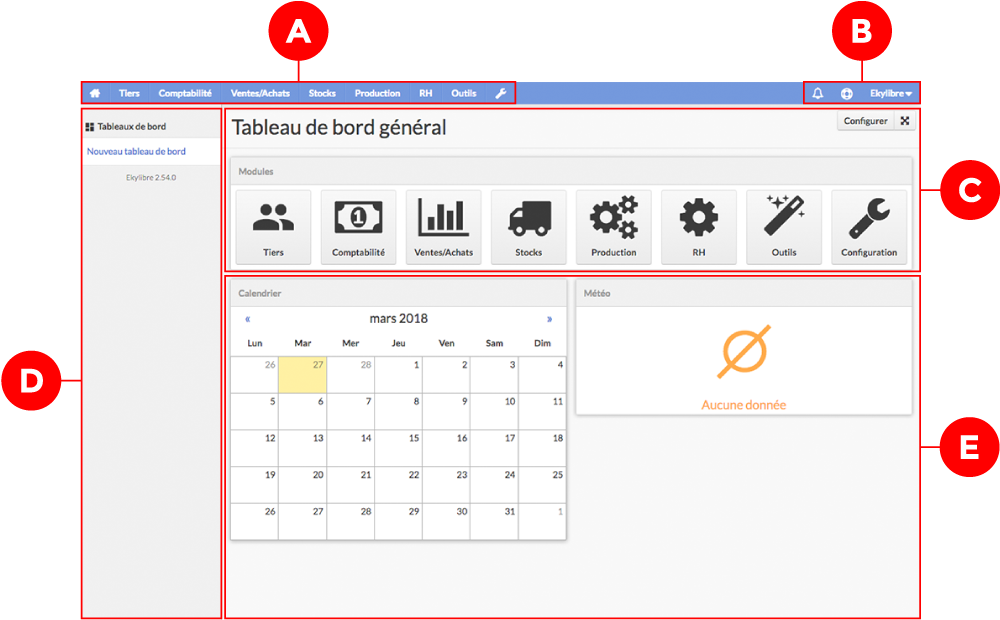 A
B
Tiers Comptabilité Ventes/Achats Stocks Production RH Outils Ekylibre
Tableaux de bord
Nouveau tableau de bord
Ekylibre 2.54.0
Tableau de bord général
Configurer
Modules
1
Tiers Comptabilité Ventes/Achats Stocks Production RH Outils Configuration
C
Calendrier
« mars 2018 »
Lun Mar Mer Jeu Ven Sam Dim
26 27 28 1 2 3 4
5 6 7 8 9 10 11
12 13 14 15 16 17 18
19 20 21 22 23 24 25
26 27 28 29 30 31 1
Météo
Aucune donnée
D
E